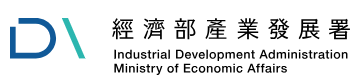 經濟部產業發展署
Industrial Development Administration
Ministry of Economic Affairs